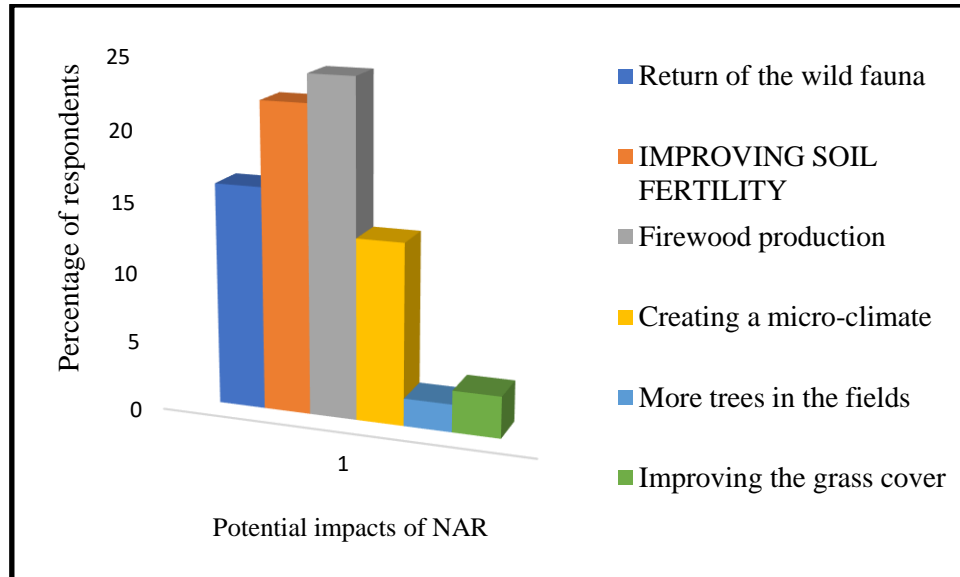 Percentage of respondents
25
20
15
10
5
0
1
Potential impacts of NAR
Return of the wild fauna
IMPROVING SOIL
FERTILITY
Firewood production
Creating a micro-climate
More trees in the fields
Improving the grass cover